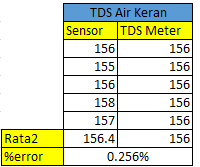 TDS Air Keran
Sensor TDS Meter
156 156
155 156
156 156
158 156
157 156
Rata2 156.4 156
%error 0.256%